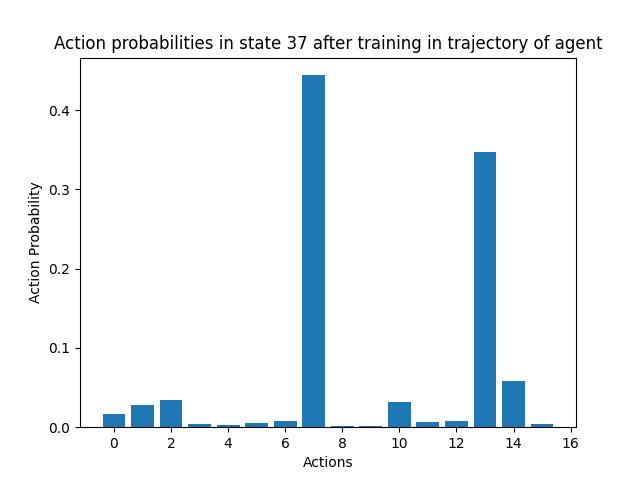 Action probabilities in state 37 after training in trajectory of agent
0.4
0.3
0.2
0.1
0.0
Action Probability
0 2 4 6 8 10 12 14 16
Actions